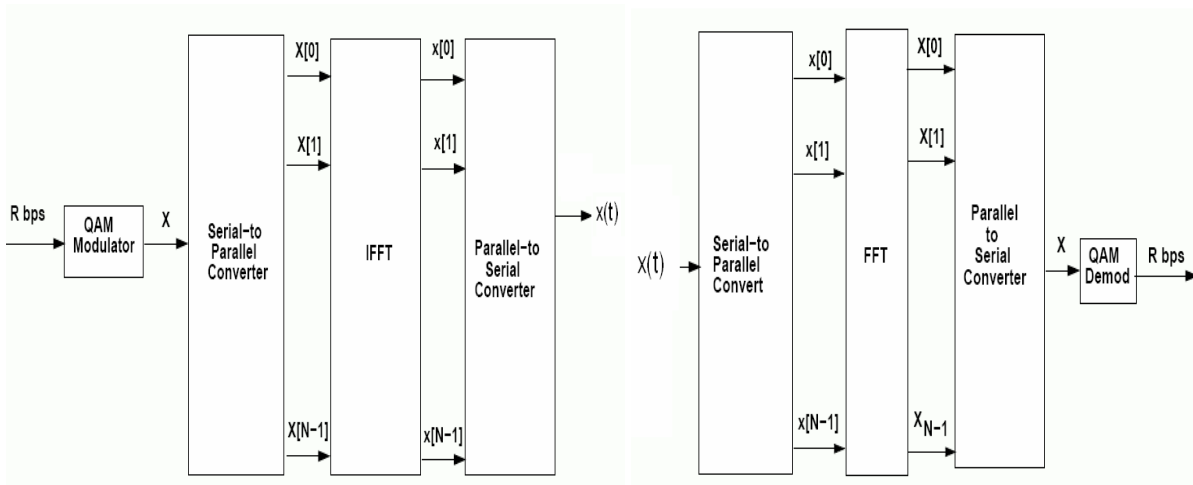 R bps
QAM
Modulator
X
Serial-to
Parallel
Converter
X[0]
X[1]
X[N-1]
IFFT
x[0]
x[1]
x[N-1]
Parallel-to
Serial
Converter
x(t)
x(t)
Serial-to
Parallel
Convert
x[0]
x[1]
x[N-1]
FFT
X[0]
X[1]
X N-1
Parallel
to
Serial
Converter
X
QAM
Demod
R bps